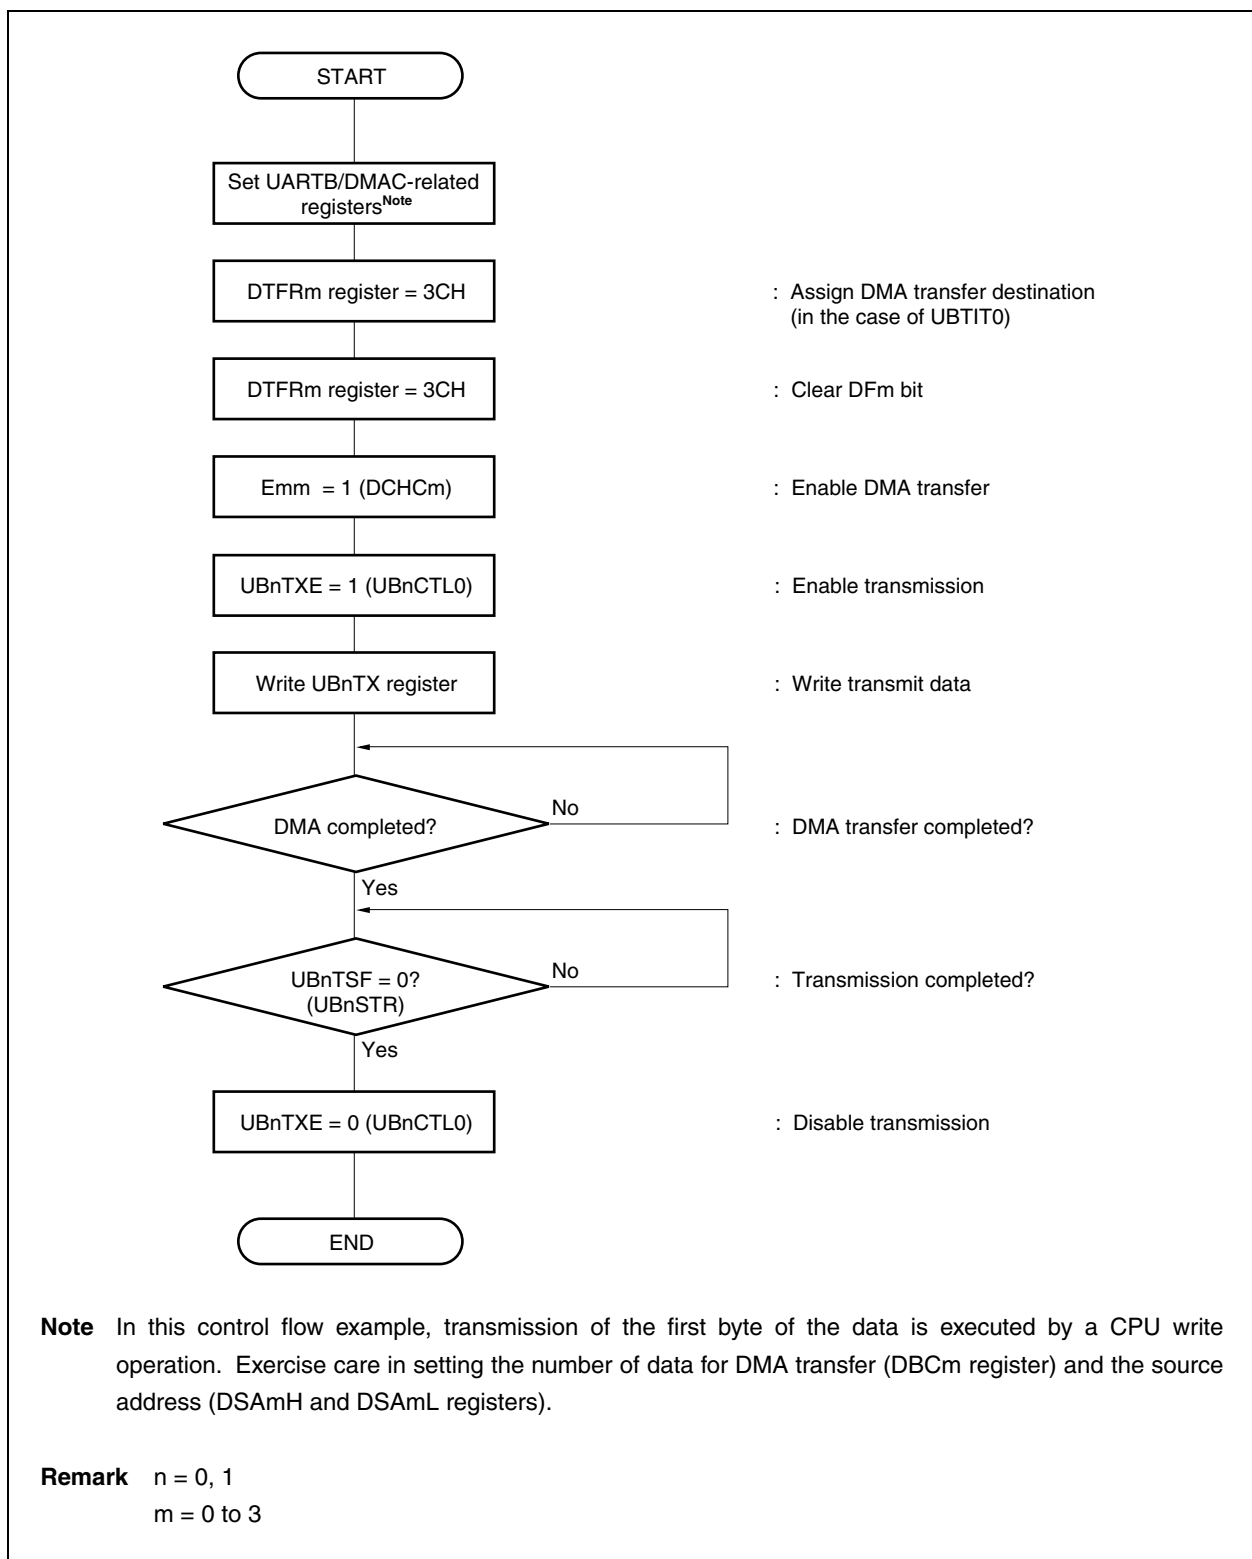 START
Set UARTB/DMAC-related
registersNote
DTFRm register = 3CH
: Assign DMA transfer destination
(in the case of UBTIT0)
DTFRm register = 3CH
: Clear DFm bit
Emm = 1 (DCHCm)
: Enable DMA transfer
UBnTXE = 1 (UBnCTL0)
: Enable transmission
Write UBnTX register
: Write transmit data
DMA completed?
No
: DMA transfer completed?
Yes
UBnTSF = 0?
(UBnSTR)
No
: Transmission completed?
Yes
UBnTXE = 0 (UBnCTL0)
: Disable transmission
END
Note In this control flow example, transmission of the first byte of the data is executed by a CPU write
operation. Exercise care in setting the number of data for DMA transfer (DBCm register) and the source
address (DSAmH and DSAmL registers).
Remark n = 0, 1
m = 0 to 3